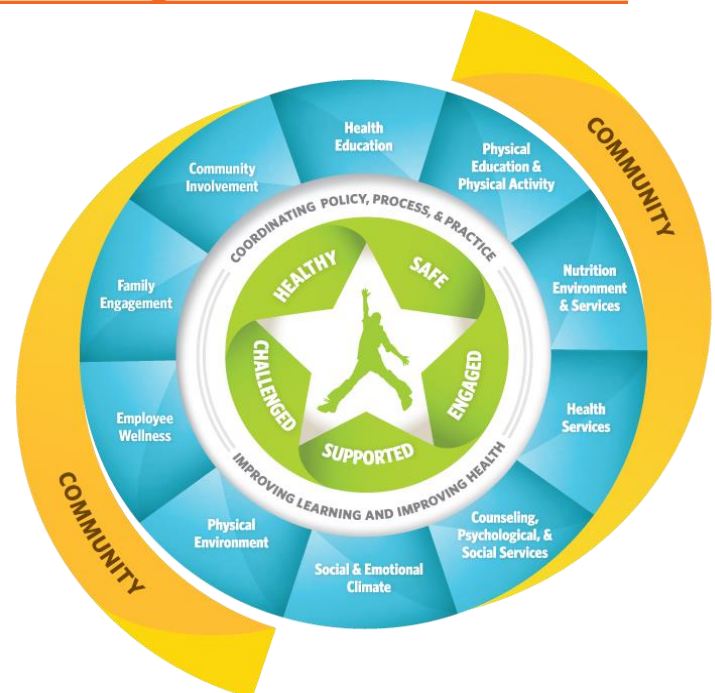 COMMUNITY
Health
Education
Physical
Education &
Physical Activity
Nutrition
Environment
& Services
Health
Services
Counseling,
Psychological, &
Social Services
Social & Emotional
Climate
Physical
Environment
Employee
Wellness
Family
Engagement
Community
Involvement
COORDINATING POLICY, PROCESS, & PRACTICE
IMPROVING LEARNING AND IMPROVING HEALTH
HEALTHY
SAFE
ENGAGED
SUPPORTED
CHALLENGED
COMMUNITY